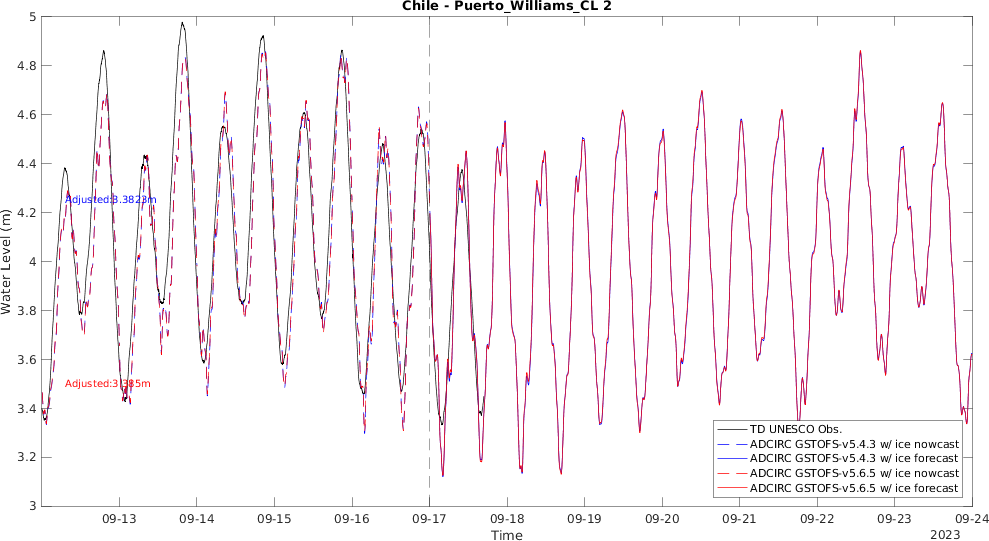 Chile - Puerto_Williams_CL 2
Water Level (m)
5
4.8
4.6
4.4
4.2
4
3.8
3.6
3.4
3.2
3
Adjusted:3.3823m
Adjusted:3.385m
TD UNESCO Obs.
ADCIRC GSTOFS-v5.4.3 w/ ice nowcast
ADCIRC GSTOFS-v5.4.3 w/ ice forecast
ADCIRC GSTOFS-v5.6.5 w/ ice nowcast
ADCIRC GSTOFS-v5.6.5 w/ ice forecast
09-13 09-14 09-15 09-16 09-17 09-18 09-19 09-20 09-21 09-22 09-23 09-24
Time
2023